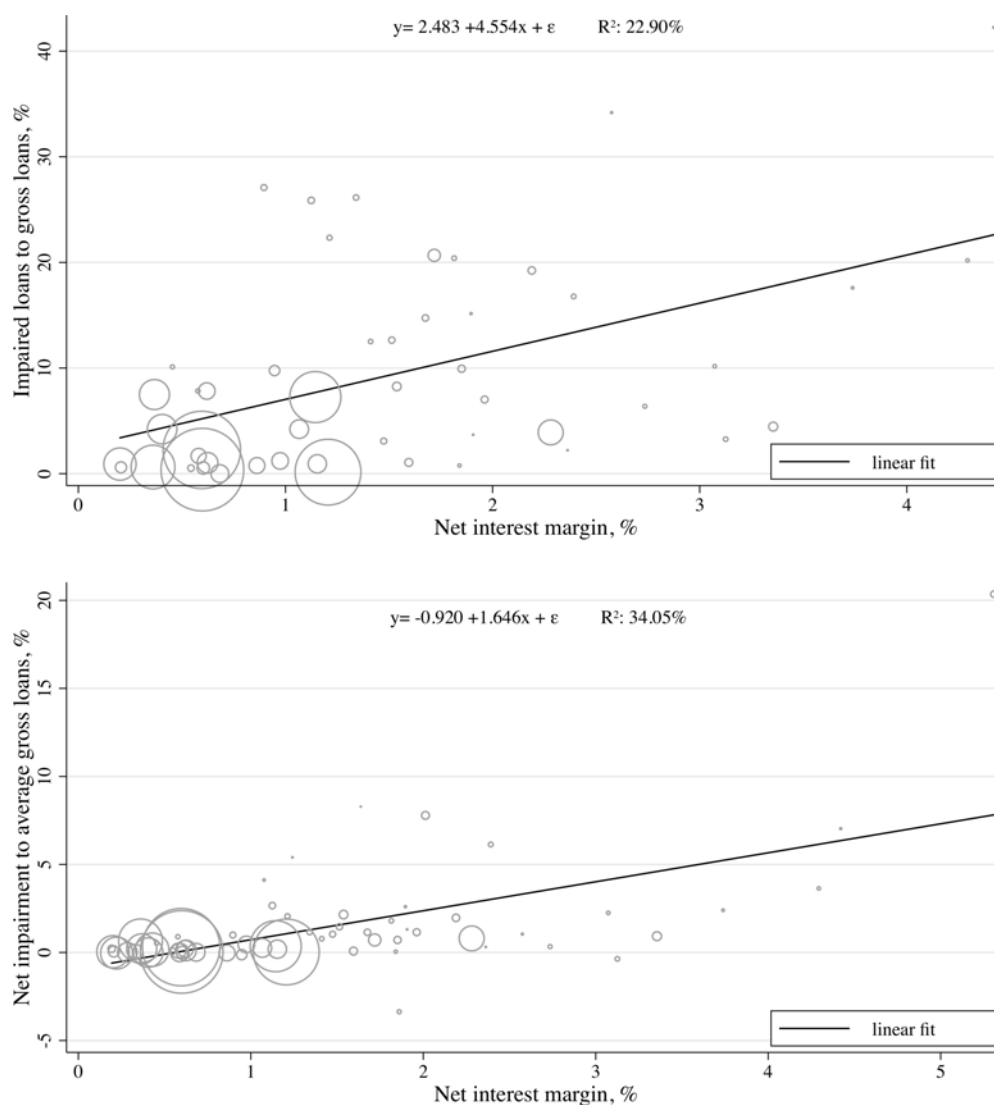 y= 2.483 +4.554x + ε R²: 22.90%
Impaired loans to gross loans, %
40
30
20
10
0
linear fit
0 1 2 3 4
Net interest margin, %
y= -0.920 +1.646x + ε R²: 34.05%
Net impairment to average gross loans, %
20
15
10
5
0
-5
linear fit
0 1 2 3 4 5
Net interest margin, %